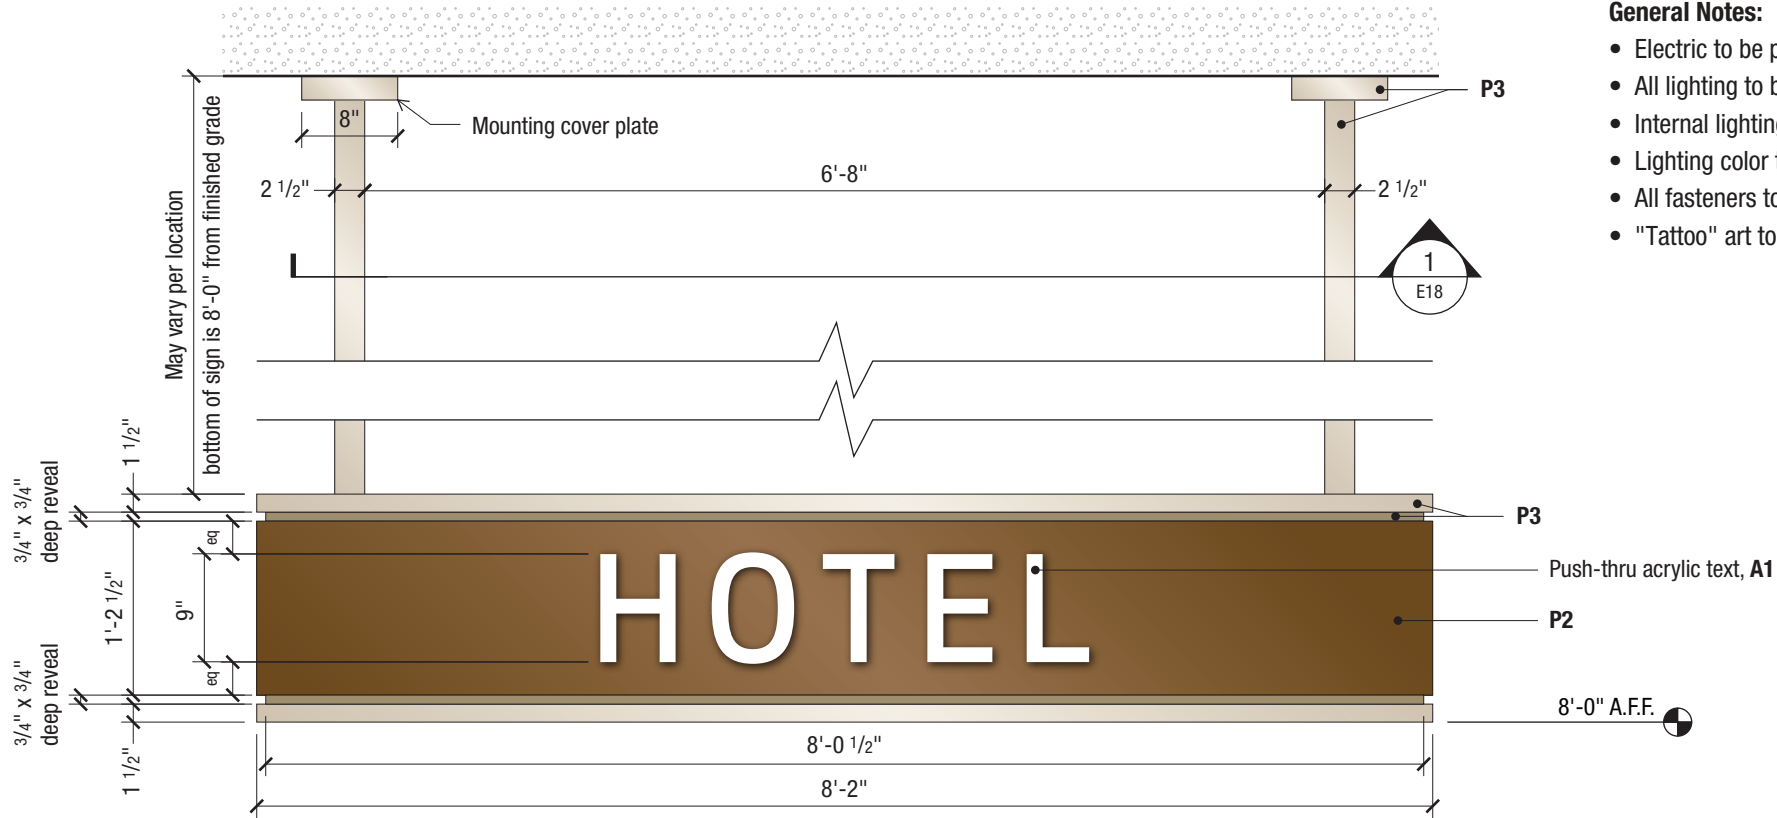 General Notes:
• Electric to be p
• All lighting to b
• Internal lighting
• Lighting color t
• All fasteners to
• "Tattoo" art to
P3
8"
Mounting cover plate
2 1/2"
6'-8"
2 1/2"
May vary per location
bottom of sign is 8'-0" from finished grade
1
E18
1 1/2"
3/4" x 3/4"
deep reveal
P3
eq
HOTEL
Push-thru acrylic text, A1
9"
1'-2 1/2"
P2
eq
3/4" x 3/4"
deep reveal
8'-0" A.F.F.
1 1/2"
8'-0 1/2"
8'-2"